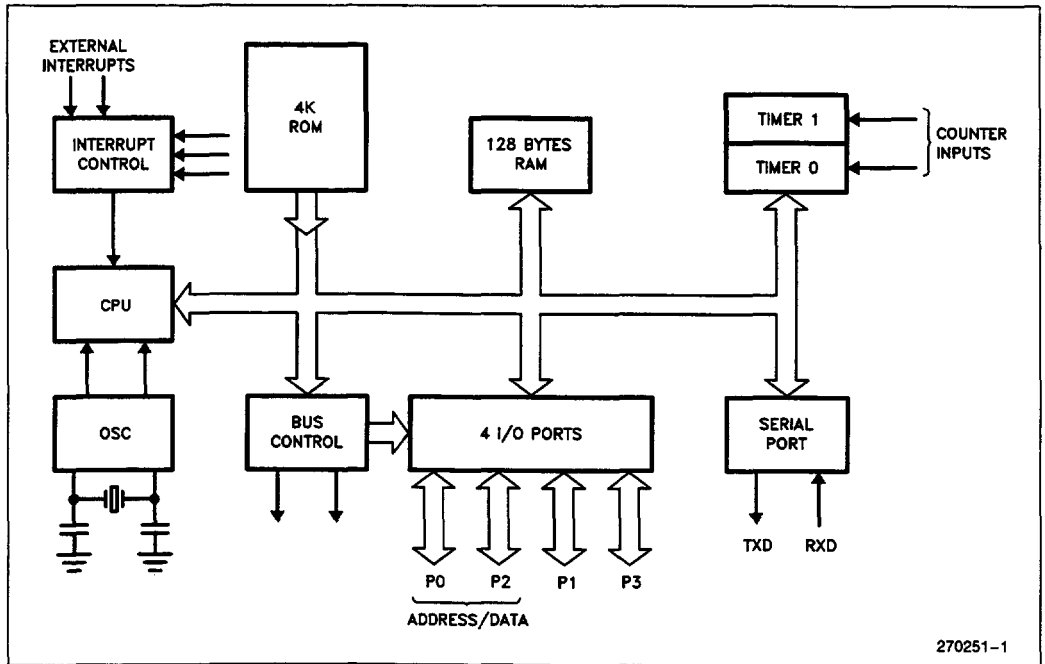 EXTERNAL
INTERRUPTS
INTERRUPT
CONTROL
4K
ROM
128 BYTES
RAM
TIMER 1
TIMER 0
COUNTER
INPUTS
CPU
OSC
BUS
CONTROL
4 I/O PORTS
SERIAL
PORT
TXD RXD
P0 P2 P1 P3
ADDRESS/DATA
270251-1